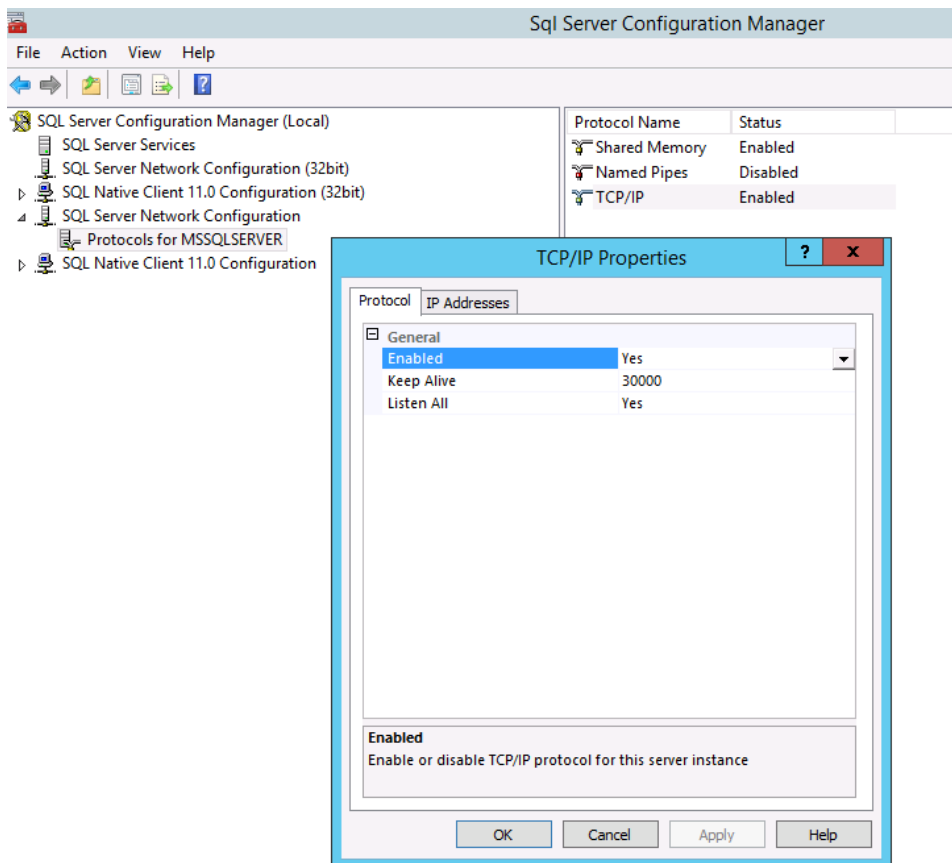 Sql Server Configuration Manager
File Action View Help
SQL Server Configuration Manager (Local)
SQL Server Services
SQL Server Network Configuration (32bit)
SQL Native Client 11.0 Configuration (32bit)
SQL Server Network Configuration
Protocols for MSSQLSERVER
SQL Native Client 11.0 Configuration
Protocol Name Status
Shared Memory Enabled
Named Pipes Disabled
TCP/IP Enabled
TCP/IP Properties ? x
Protocol IP Addresses
General
Enabled Yes
Keep Alive 30000
Listen All Yes
Enabled
Enable or disable TCP/IP protocol for this server instance
OK Cancel Apply Help